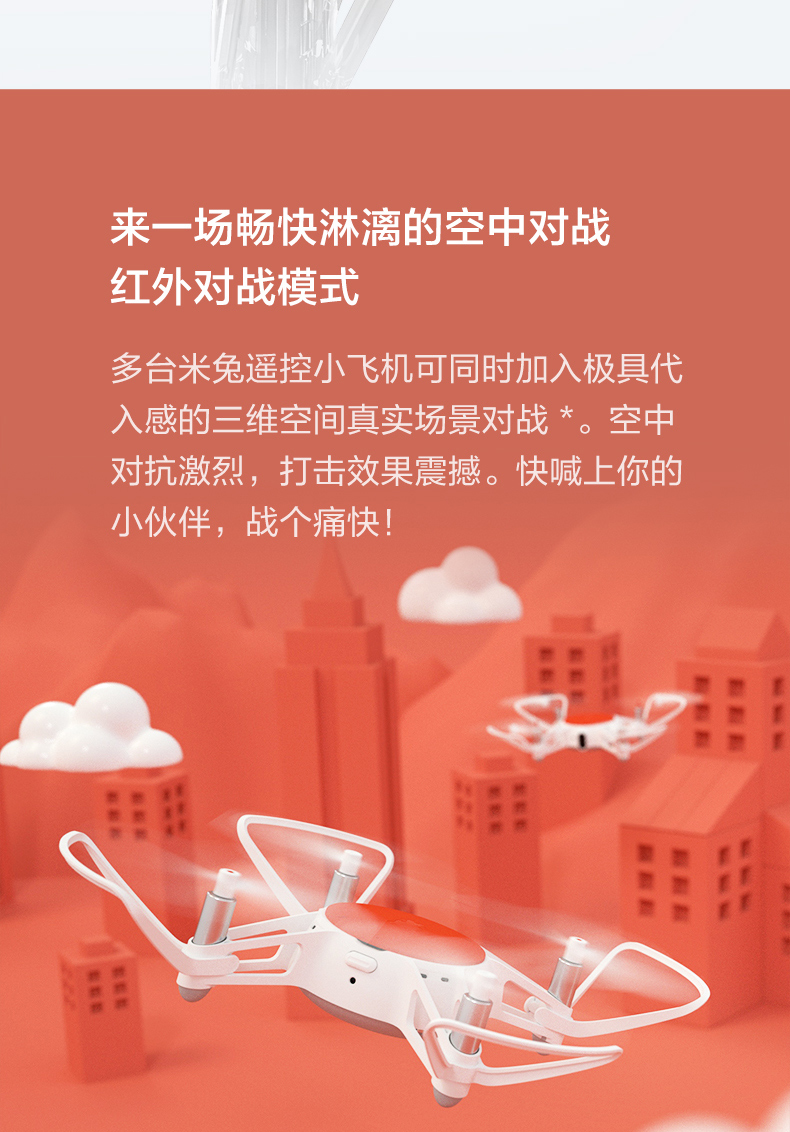 来一场畅快淋漓的空中对战
红外对战模式
多台米兔遥控小飞机可同时加入极具代
入感的三维空间真实场景对战 *。空中
对抗激烈，打击效果震撼。快喊上你的
小伙伴，战个痛快！